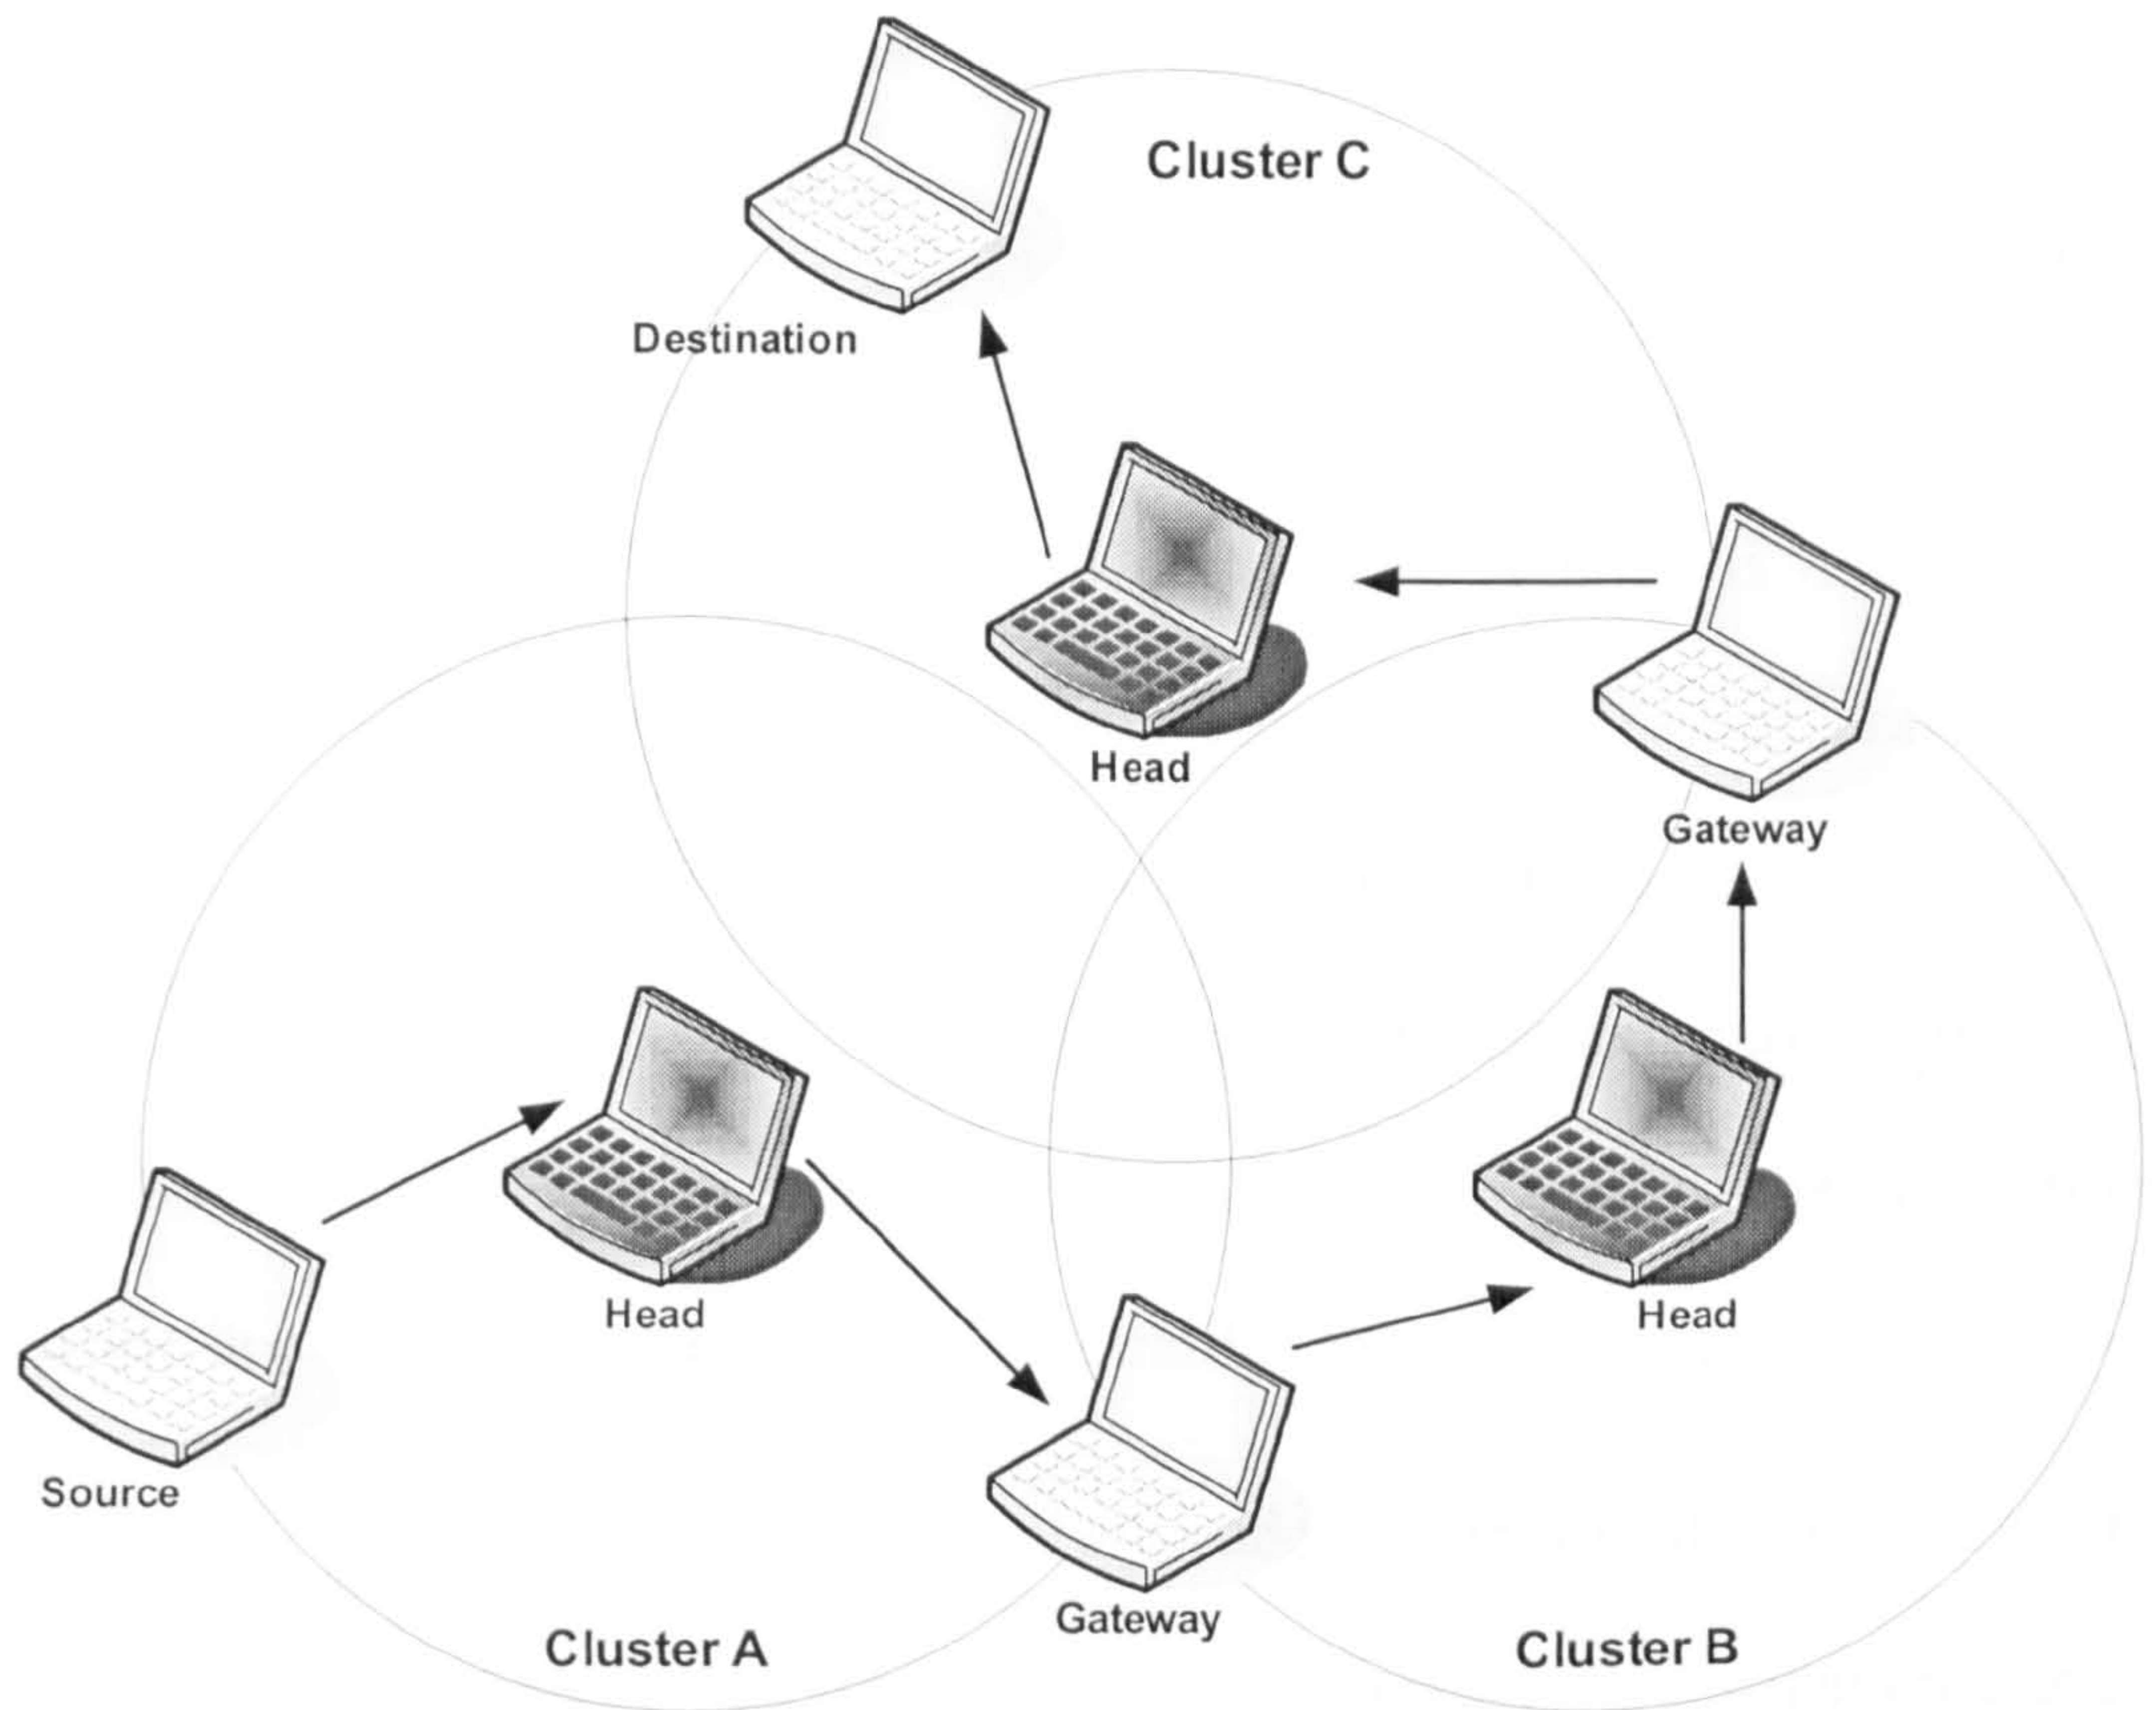 Cluster C
Destination
Head
Gateway
Head
Head
Source
Gateway
Cluster A
Cluster B